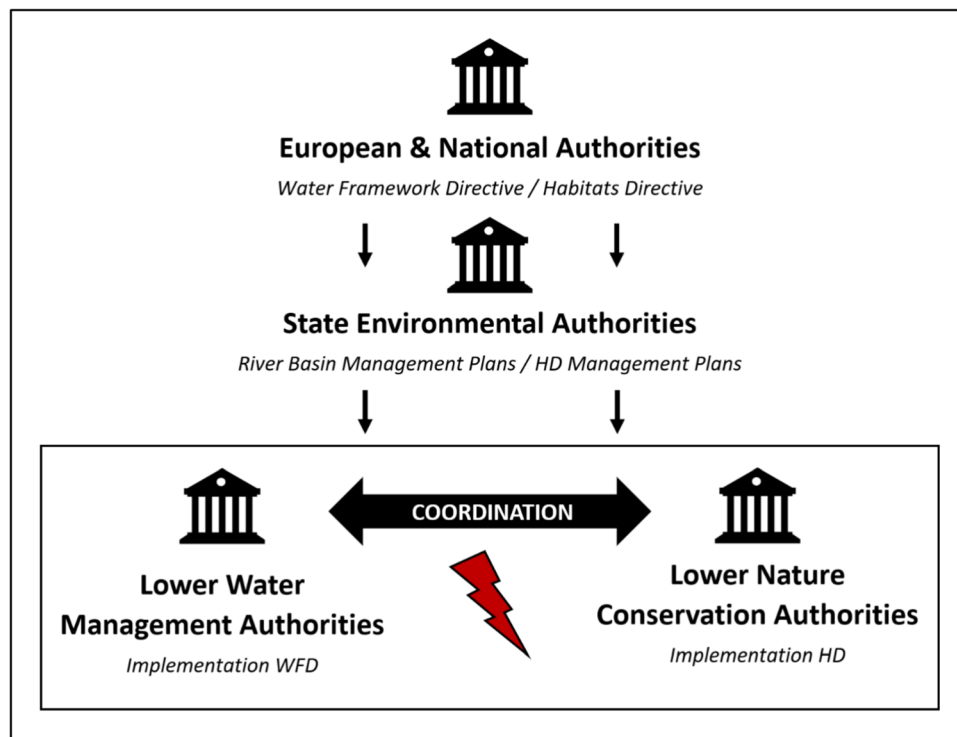 European & National Authorities
Water Framework Directive / Habitats Directive
State Environmental Authorities
River Basin Management Plans / HD Management Plans
COORDINATION
Lower Water
Management Authorities
Implementation WFD
Lower Nature
Conservation Authorities
Implementation HD